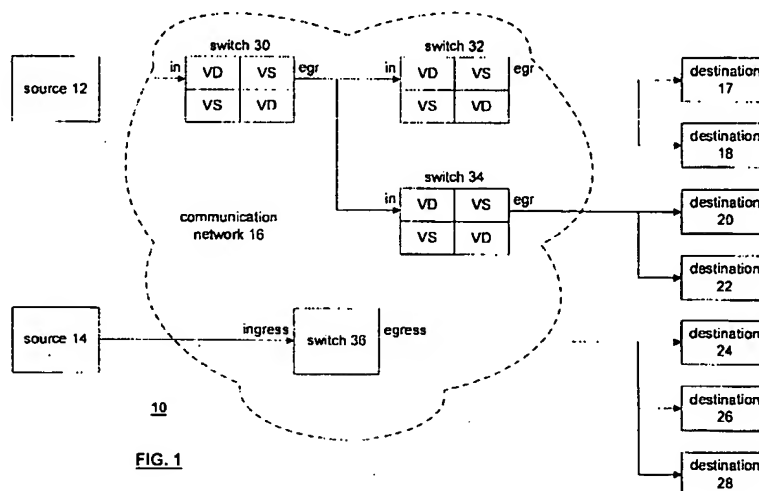 switch 30
in
VD VS
VS VD
egr
switch 32
VD VS
VS VD
egr
source 12
destination
17
destination
18
switch 34
in
VD VS
VS VD
egr
destination
20
communication
network 16
destination
22
source 14
ingress
switch 36
egress
destination
24
destination
26
destination
28
10
FIG. 1
in